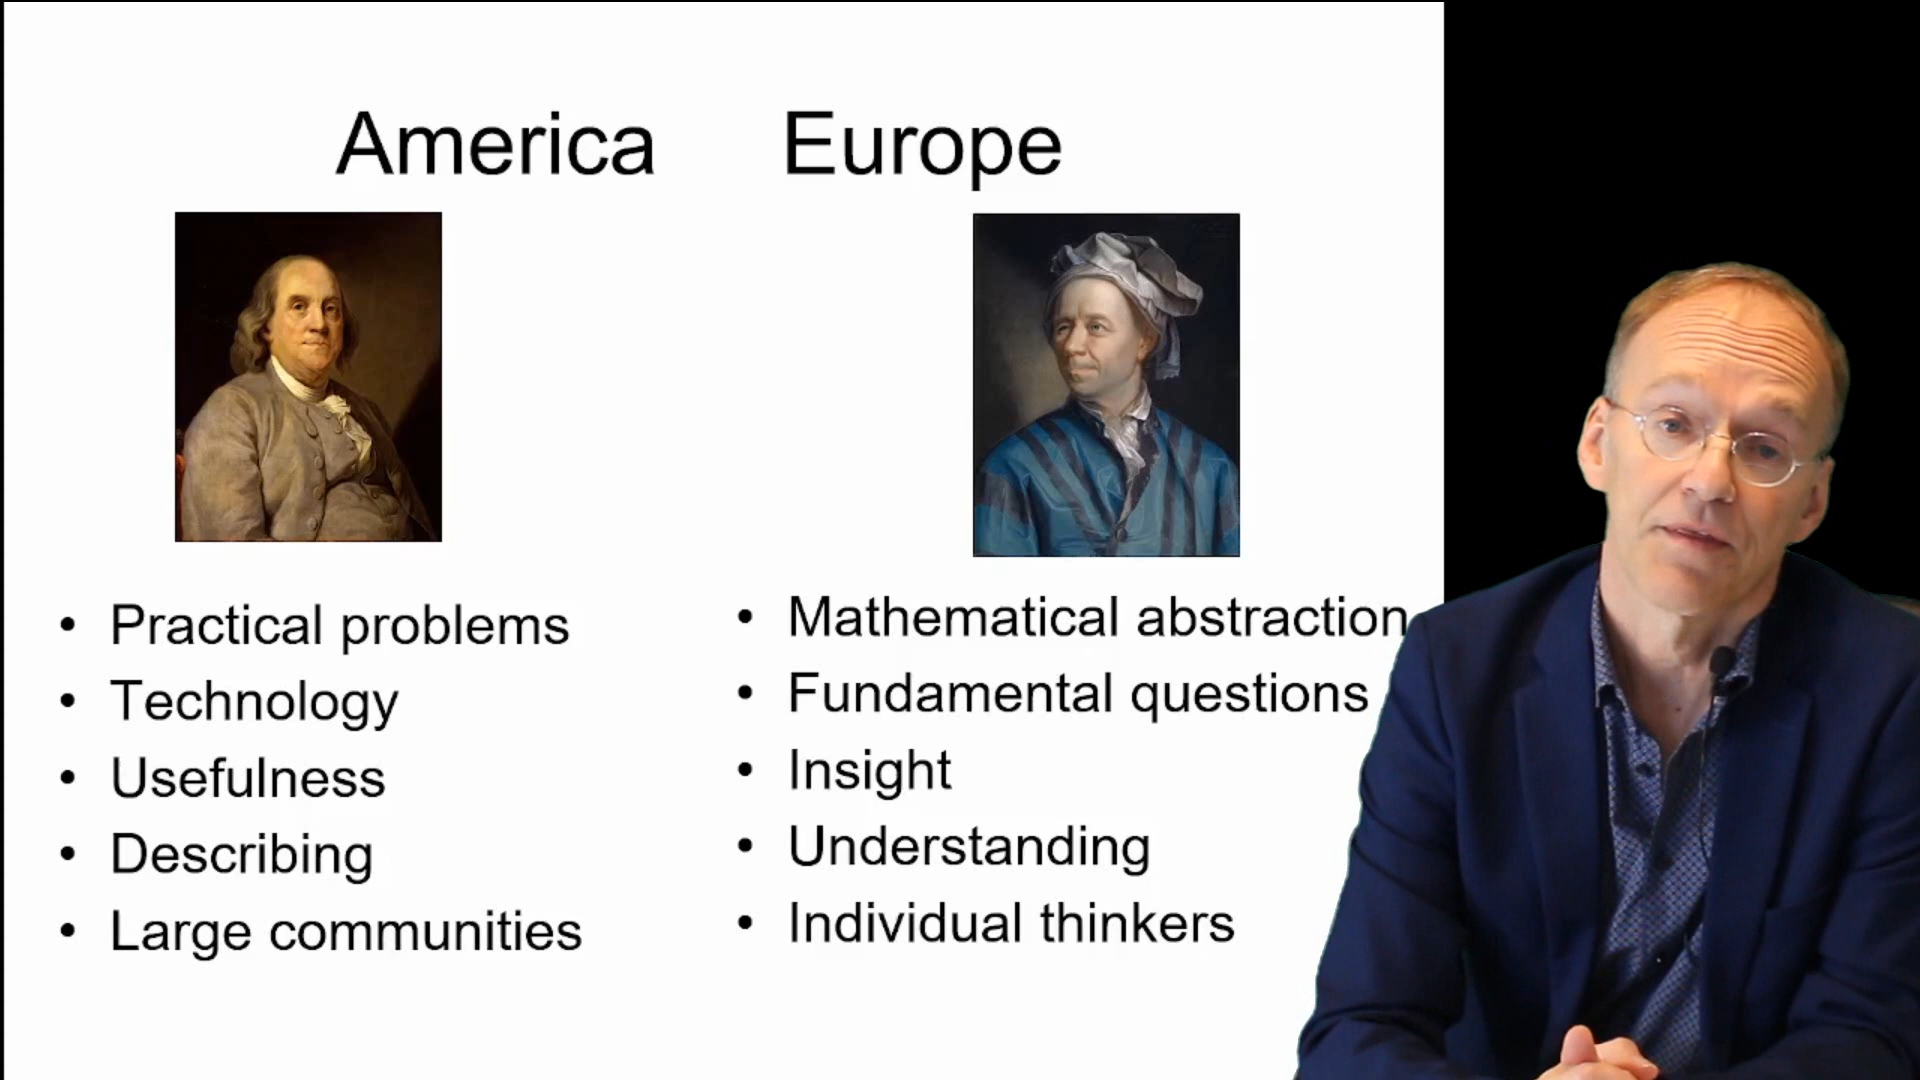 America Europe
• Practical problems
• Technology
• Usefulness
• Describing
• Large communities
• Mathematical abstraction
• Fundamental questions
• Insight
• Understanding
• Individual thinkers